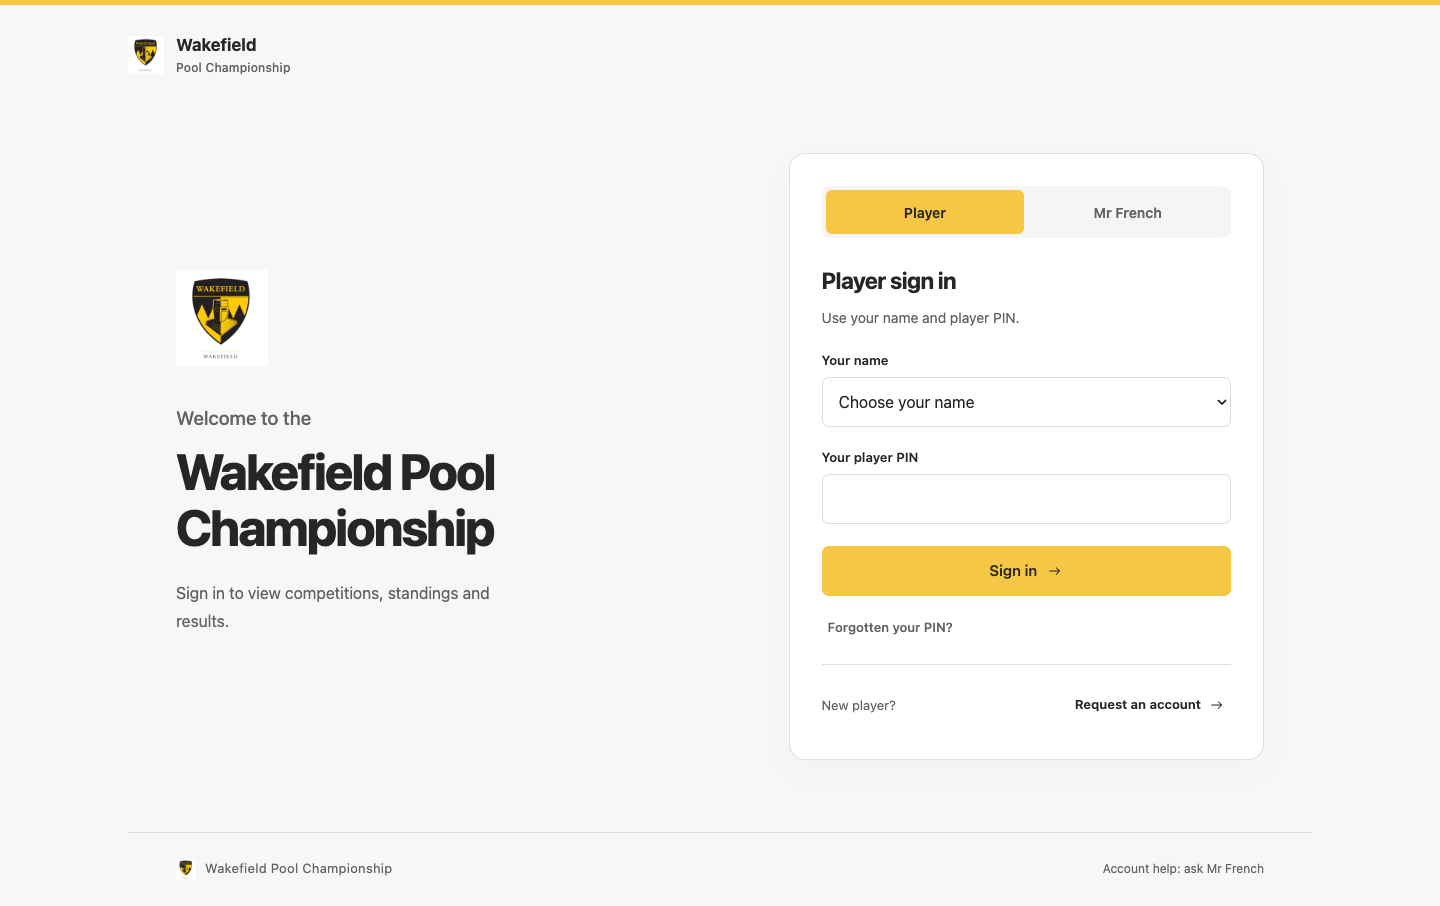 Wakefield
Pool Championship
WAKEFIELD
WAKEFIELD
Welcome to the
Wakefield Pool
Championship
Sign in to view competitions, standings and
results.
Player
Mr French
Player sign in
Use your name and player PIN.
Your name
Choose your name
Your player PIN
Sign in →
Forgotten your PIN?
New player?
Request an account →
Wakefield Pool Championship
Account help: ask Mr French